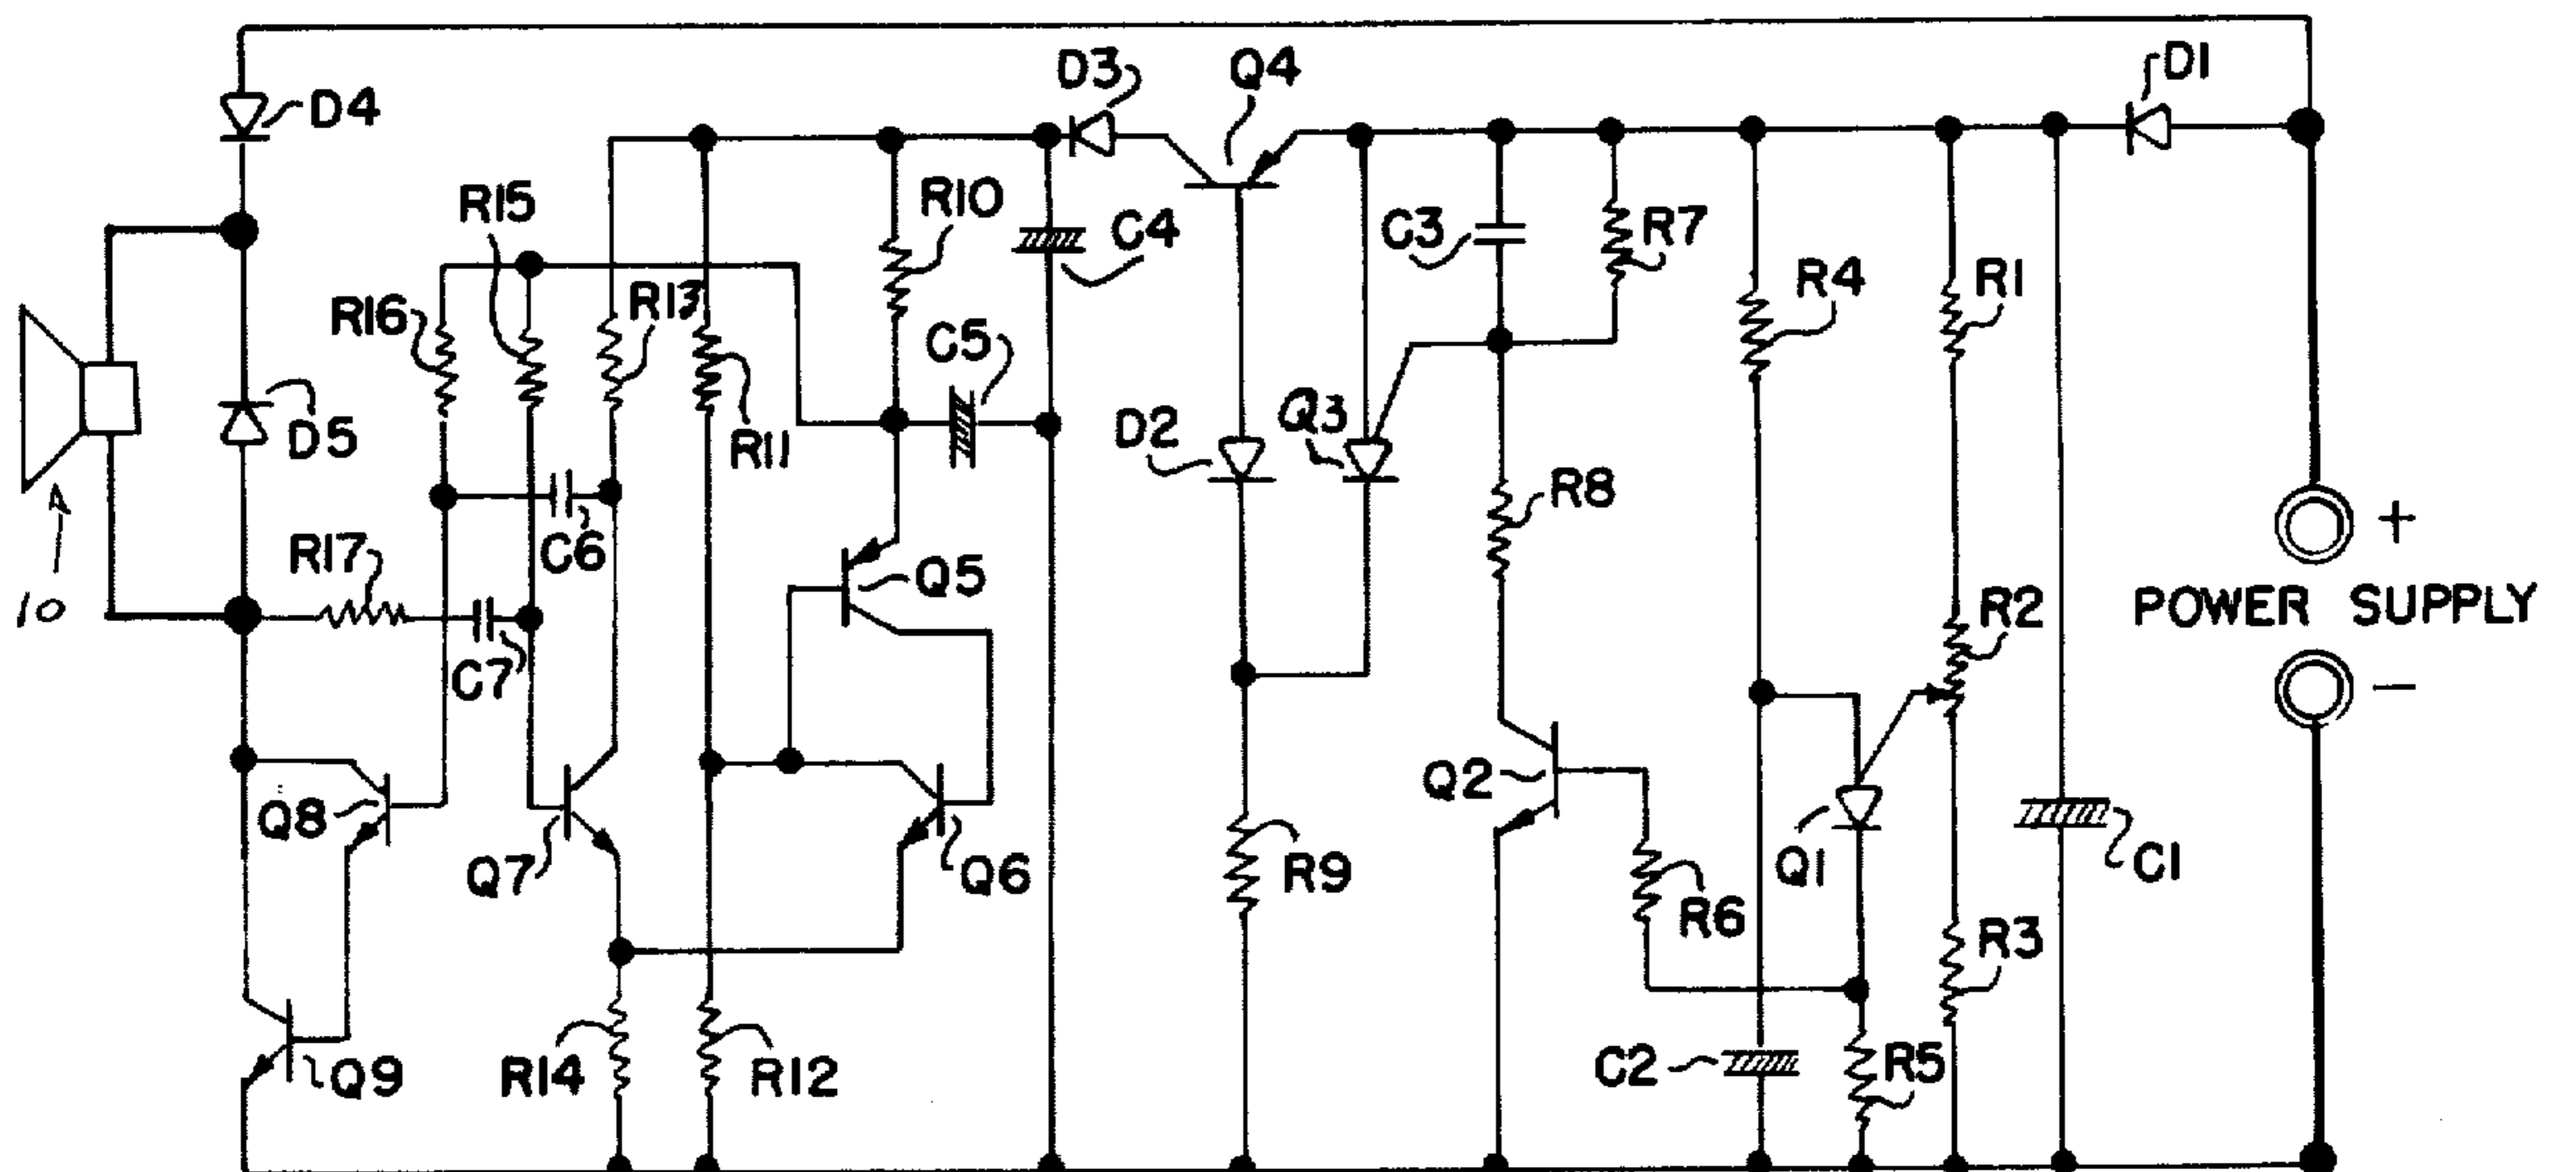 D3
Q4
D1
D4
R15
R10
C4
C3
R7
R4
R1
R16
R13
C5
D5
R11
D2
Q3
R8
+
R17
C6
Q5
10
C7
R2
POWER SUPPLY
−
Q8
Q7
Q6
R9
Q2
Q1
R6
C1
R3
Q9
R14
R12
C2
R5